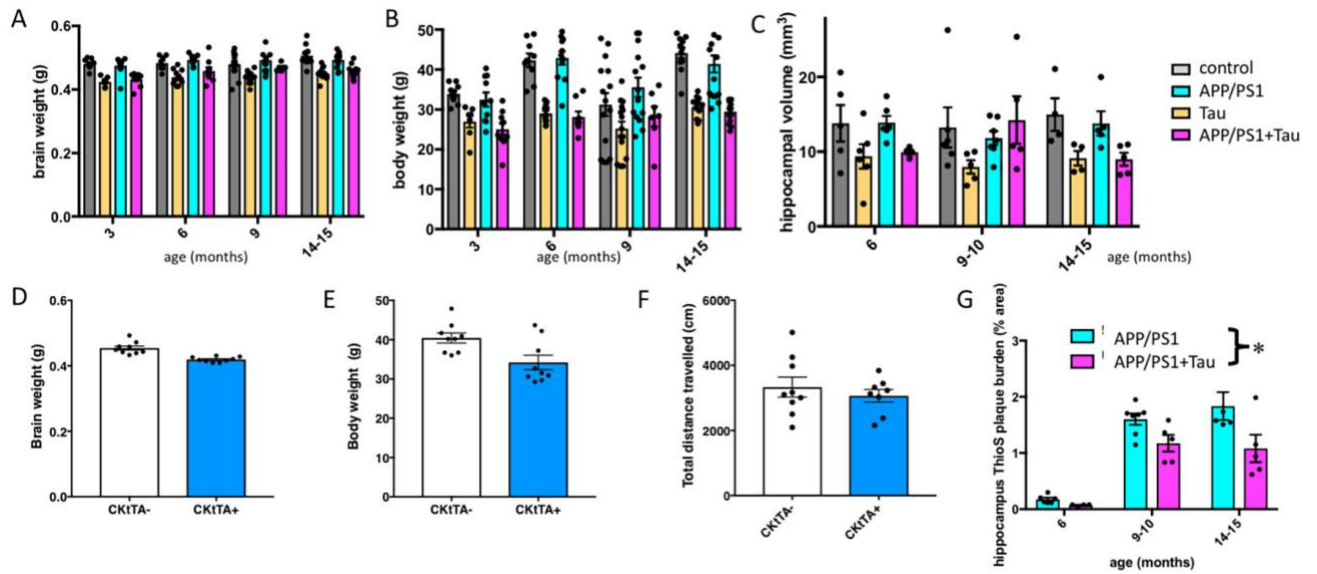 A
brain weight (g)
0.6
0.4
0.2
0.0
3
6
9
14-15
age (months)
B
body weight (g)
50
40
30
20
10
0
3
6
9
14-15
age (months)
C
hippocampal volume (mm³)
20
10
0
6
9-10
14-15
age (months)
control
APP/PS1
Tau
APP/PS1+Tau
D
Brain weight (g)
0.6
0.4
0.2
0.0
CKtTA-
CKtTA+
E
Body weight (g)
50
40
30
20
10
0
CKtTA-
CKtTA+
F
Total distance travelled (cm)
6000
4000
2000
0
CKtTA-
CKtTA+
G
hippocampus ThioS plaque burden (% area)
3
2
1
0
APP/PS1
APP/PS1+Tau
*
6
9-10
14-15
age (months)